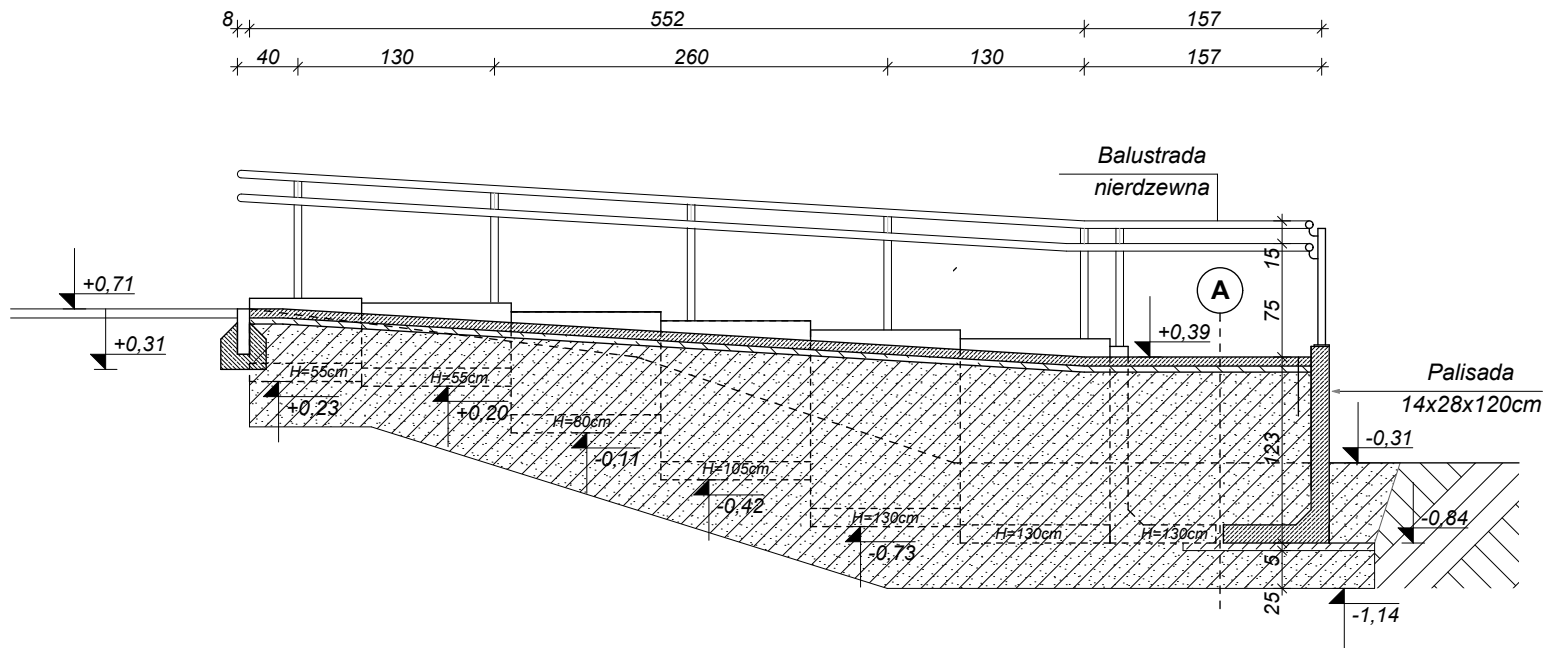 8
552
157
40
130
260
130
157
Balustrada
nierdzewna
+0,71
+0,31
15
75
A
+0,39
H=55cm
H=55cm
+0,23
+0,20
H=80cm
-0,11
H=105cm
-0,42
H=130cm
-0,73
H=130cm
H=130cm
123
Palisada
14x28x120cm
-0,31
-0,84
5
25
-1,14